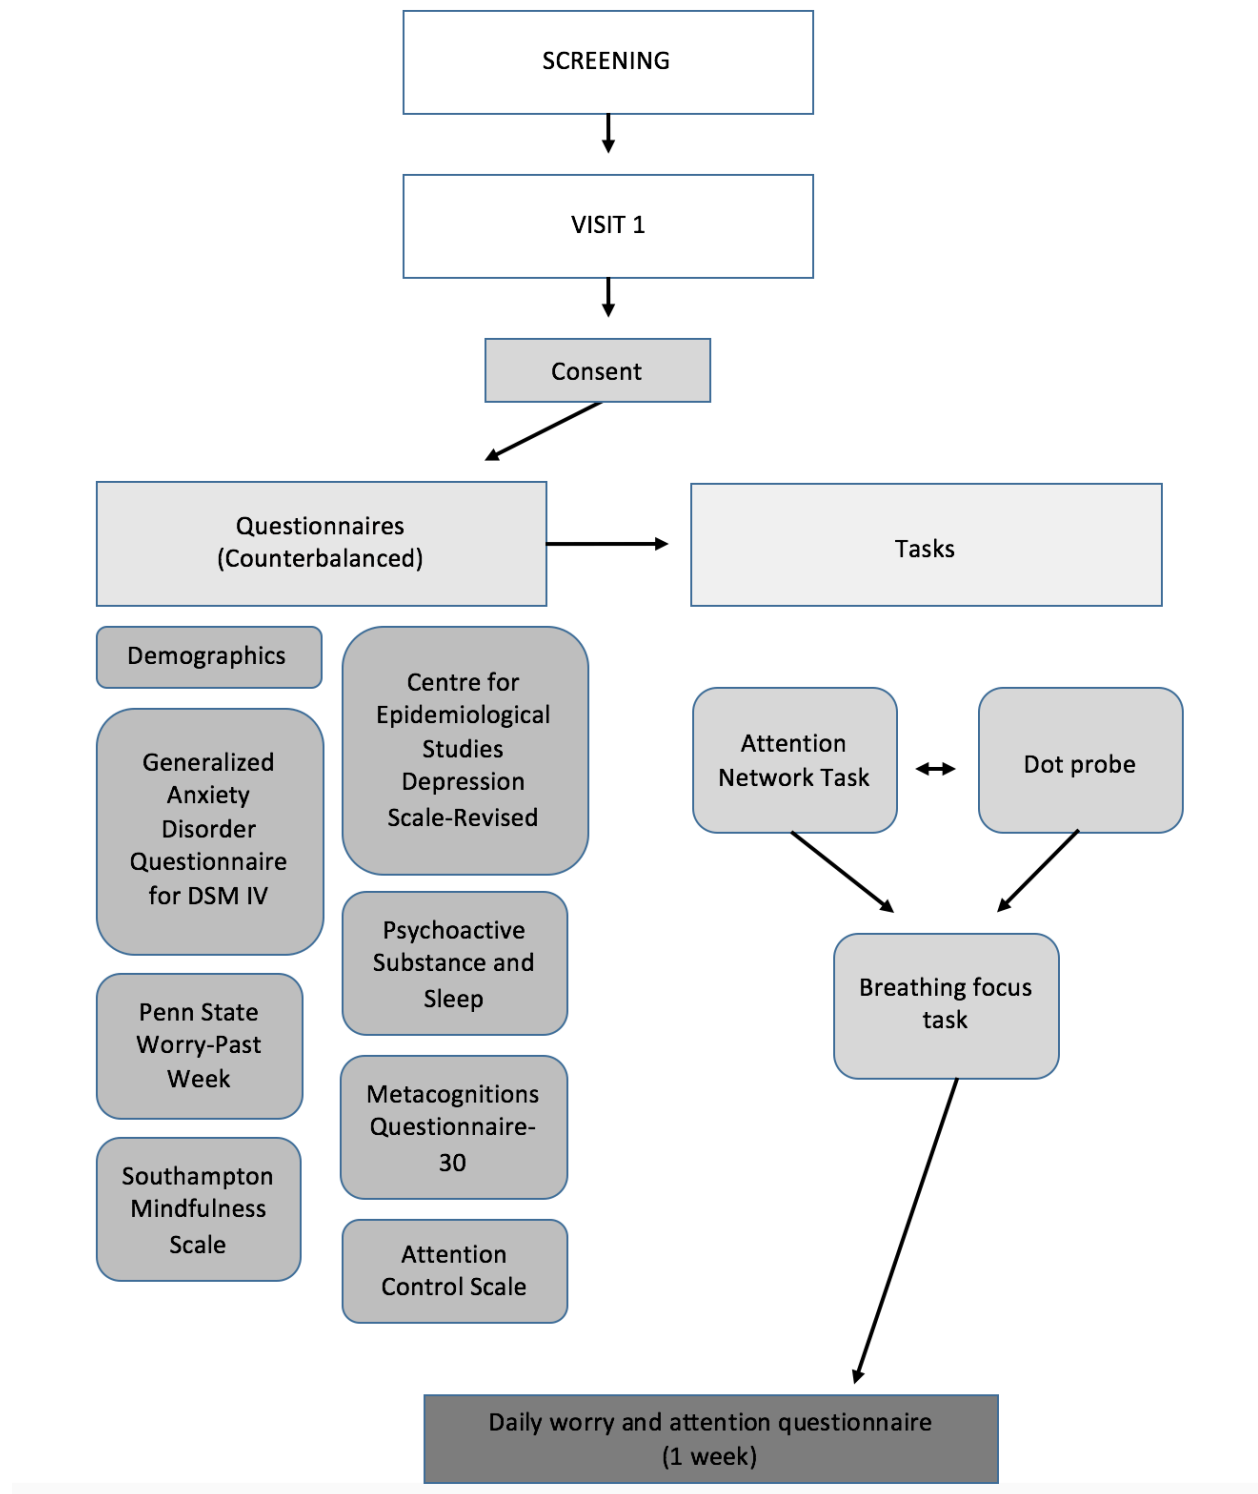 SCREENING
VISIT 1
Consent
Questionnaires
(Counterbalanced)
Tasks
Demographics
Generalized
Anxiety
Disorder
Questionnaire
for DSM IV
Penn State
Worry-Past
Week
Southampton
Mindfulness
Scale
Centre for
Epidemiological
Studies
Depression
Scale-Revised
Psychoactive
Substance and
Sleep
Metacognitions
Questionnaire-
30
Attention
Control Scale
Attention
Network Task
Dot probe
Breathing focus
task
Daily worry and attention questionnaire
(1 week)